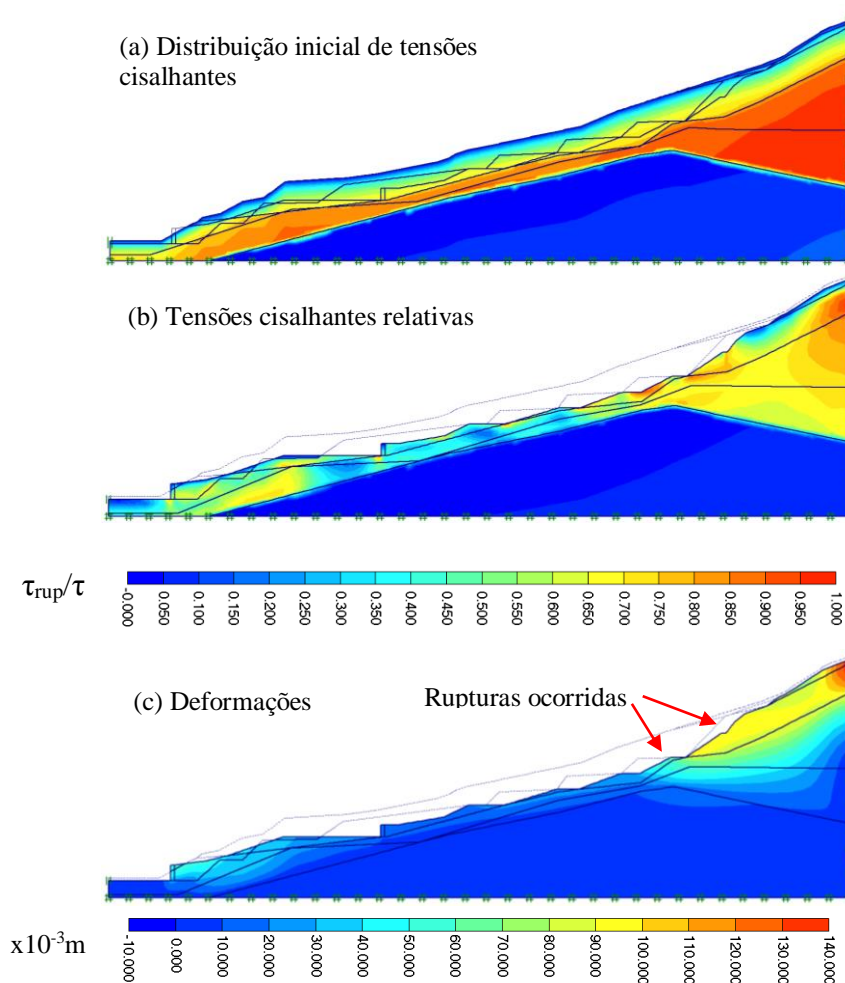 (a) Distribuição inicial de tensões
cisalhantes
(b) Tensões cisalhantes relativas
τrup/τ
-0.000 0.050 0.100 0.150 0.200 0.250 0.300 0.350 0.400 0.450 0.500 0.550 0.600 0.650 0.700 0.750 0.800 0.850 0.900 0.950 1.000
(c) Deformações
Rupturas ocorridas
x10-3m
-10.000 0.000 10.000 20.000 30.000 40.000 50.000 60.000 70.000 80.000 90.000 100.000 110.000 120.000 130.000 140.000